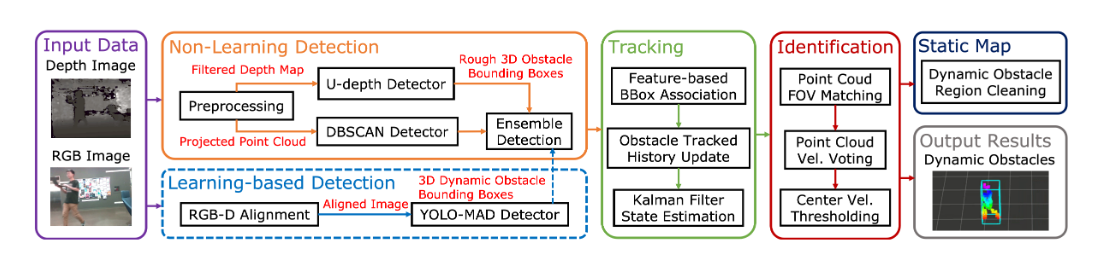 Input Data
Depth Image
RGB Image
Non-Learning Detection
Filtered Depth Map
Preprocessing
Projected Point Cloud
U-depth Detector
DBSCAN Detector
Rough 3D Obstacle
Bounding Boxes
Ensemble
Detection
Learning-based Detection
RGB-D Alignment
Aligned Image
3D Dynamic Obstacle
Bounding Boxes
YOLO-MAD Detector
Tracking
Feature-based
BBox Association
Obstacle Tracked
History Update
Kalman Filter
State Estimation
Identification
Point Coud
FOV Matching
Point Cloud
Vel. Voting
Center Vel.
Thresholding
Static Map
Dynamic Obstacle
Region Cleaning
Output Results
Dynamic Obstacles